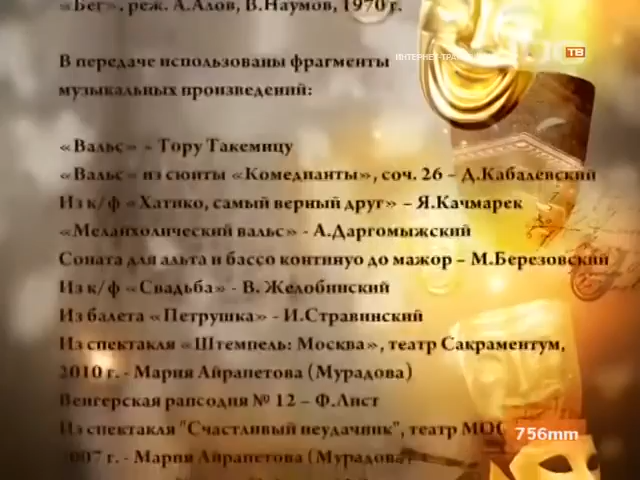 «Бег», реж. А.Алов, В.Наумов, 1970 г.
ТВ
В передаче использованы фрагменты
музыкальных произведений:
«Вальс» - Тору Такемицу
«Вальс» из сюиты «Комедианты», соч. 26 – Д.Кабалевский
Из к/ф «Хатико, самый верный друг» – Я.Качмарек
«Меланхолический вальс» - А.Даргомыжский
Соната для альта и бассо континуо до мажор – М.Березовский
Из к/ф «Свадьба» - В. Желобинский
Из балета «Петрушка» - И.Стравинский
Из спектакля «Штемпель: Москва», театр Сакраментум,
2010 г. - Мария Айрапетова (Мурадова)
Венгерская рапсодия № 12 – Ф.Лист
Из спектакля "Счастливый неудачник", театр
756mm
2007 г. - Мария Айрапетова (Мурадова)